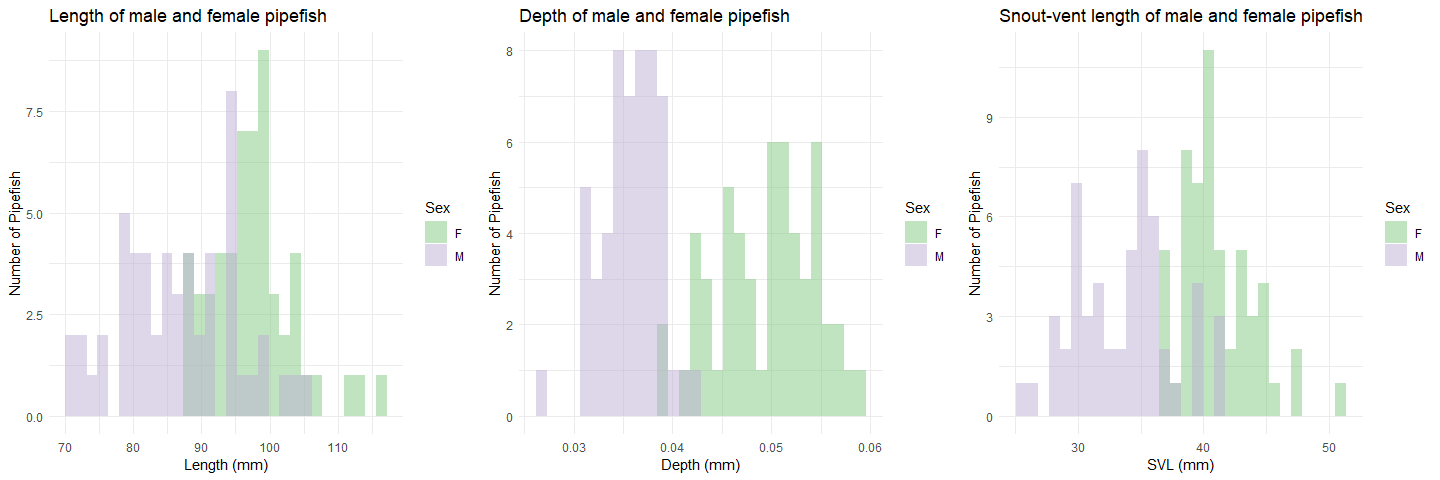 Length of male and female pipefish
Number of Pipefish
7.5
5.0
2.5
0.0
70 80 90 100 110
Length (mm)
Sex
F
M
Depth of male and female pipefish
Number of Pipefish
8
6
4
2
0
0.03 0.04 0.05 0.06
Depth (mm)
Sex
F
M
Snout-vent length of male and female pipefish
Number of Pipefish
9
6
3
0
30 40 50
SVL (mm)
Sex
F
M